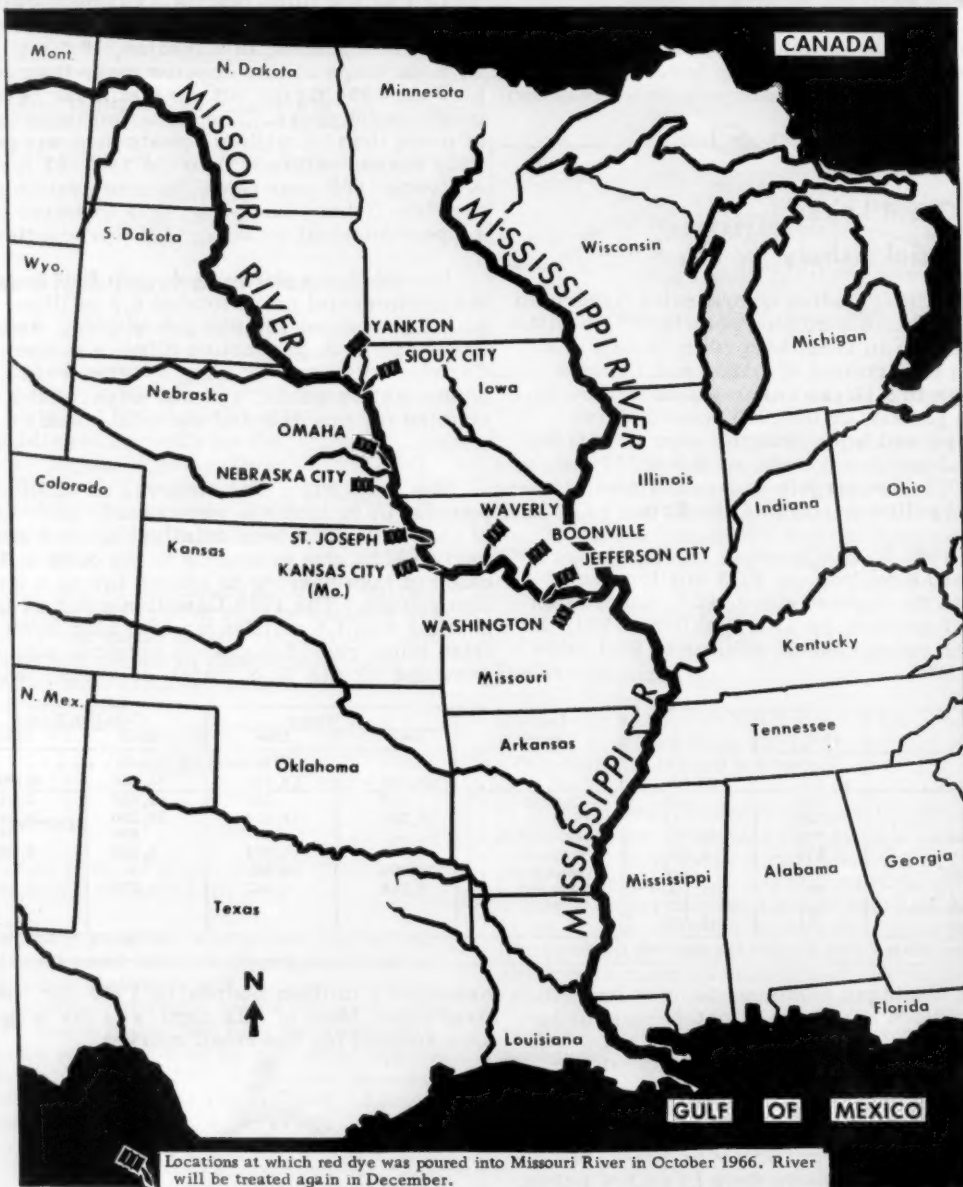 CANADA
Mont.
N. Dakota
Minnesota
MISSOURI RIVER
MISSISSIPPI RIVER
S. Dakota
Wisconsin
Wyo.
Michigan
YANKTON
SIOUX CITY
Nebraska
Iowa
OMAHA
NEBRASKA CITY
Illinois
Ohio
Colorado
Indiana
WAVERLY
BOONVILLE
Kansas
ST. JOSEPH
JEFFERSON CITY
KANSAS CITY
(Mo.)
WASHINGTON
Kentucky
Missouri
N. Mex.
MISSISSIPPI R.
Tennessee
Arkansas
Oklahoma
Mississippi
Alabama
Georgia
Texas
N
Florida
Louisiana
GULF OF MEXICO
Locations at which red dye was poured into Missouri River in October 1966. River
will be treated again in December.